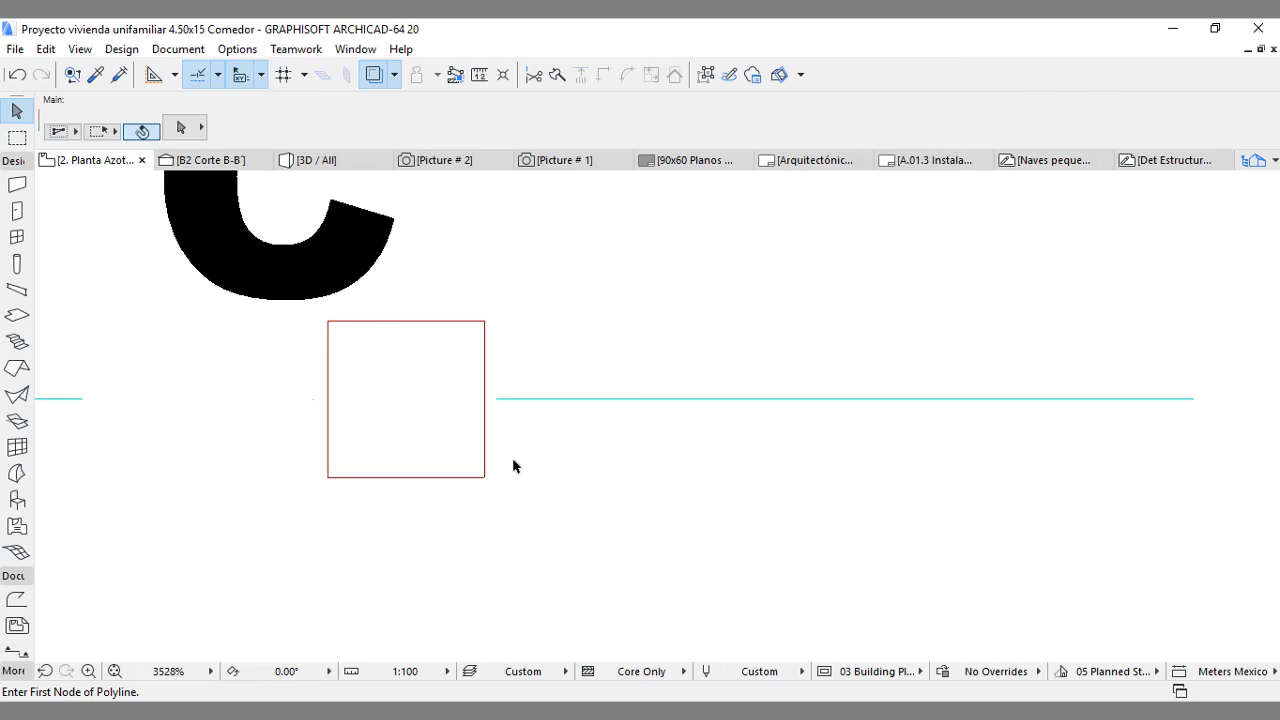 Proyecto vivienda unifamiliar 4.50x15 Comedor - GRAPHISOFT ARCHICAD-64 20
File Edit View Design Document Options Teamwork Window Help
Main:
Desi [2. Planta Azot... [B2 Corte B-B'] [3D / All] [Picture # 2] [Picture # 1] [90x60 Planos ... [Arquitectónic... [A.01.3 Instala... [Naves peque... [Det Estructur...
C
Docu
More 3528% 0.00° 1:100 Custom Core Only Custom 03 Building Pl... No Overrides 05 Planned St... Meters Mexico
Enter First Node of Polyline.